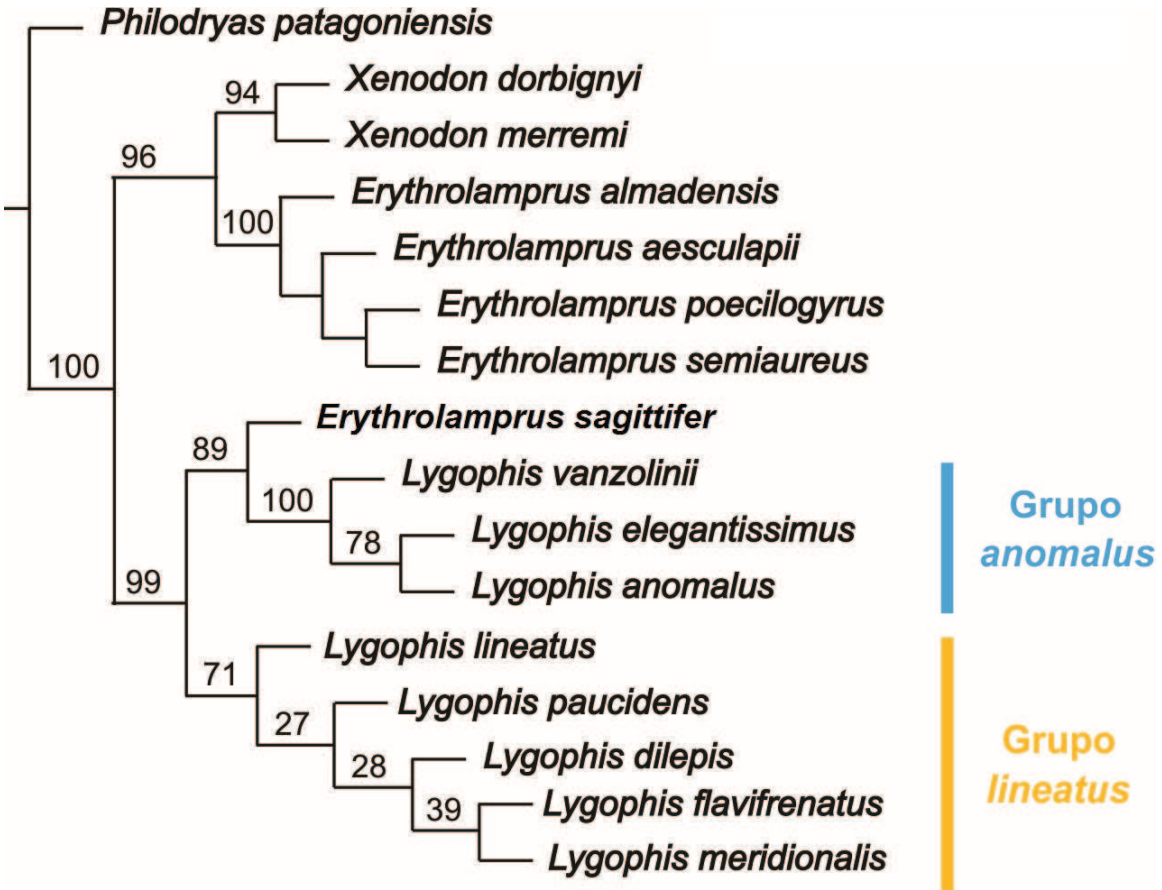 Philodryas patagoniensis
Xenodon dorbignyi
94
Xenodon merremi
96
Erythrolamprus almadensis
100
Erythrolamprus aesculapii
Erythrolamprus poecilogyrus
Erythrolamprus semiaureus
100
Erythrolamprus sagittifer
89
Lygophis vanzolinii
100
Lygophis elegantissimus
78
Lygophis anomalus
99
Grupo
anomalus
Lygophis lineatus
71
Lygophis paucidens
27
Lygophis dilepis
28
Lygophis flavifrenatus
39
Lygophis meridionalis
Grupo
lineatus